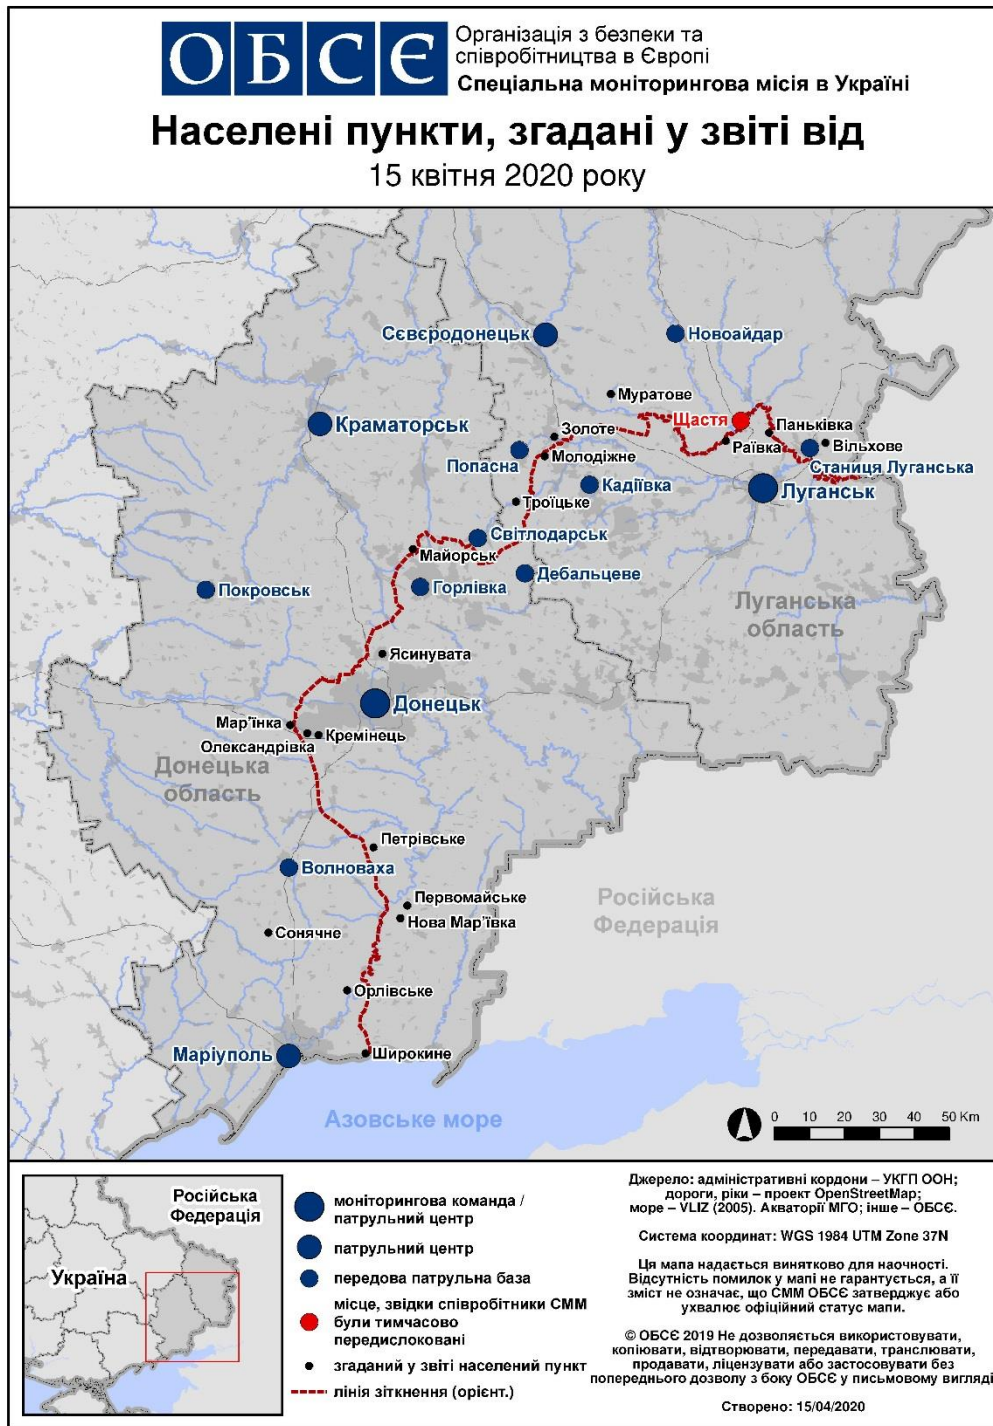 ОБСЄ
Організація з безпеки та
співробітництва в Європі
Спеціальна моніторингова місія в Україні
Населені пункти, згадані у звіті від
15 квітня 2020 року
Сєвєродонецьк
Новоайдар
Муратове
Щастя
Краматорськ
Золоте
Паньківка
Раївка
Вільхове
Попасна
Молодіжне
Станиця Луганська
Кадіївка
Луганськ
Троїцьке
Світлодарськ
Майорськ
Дебальцеве
Покровськ
Горлівка
Луганська
область
Ясинувата
Донецьк
Мар'їнка
Кремінець
Олександрівка
Донецька
область
Петрівське
Волноваха
Первомайське
Нова Мар'ївка
Російська
Федерація
Сонячне
Орлівське
Маріуполь
Широкине
Азовське море
0 10 20 30 40 50 Km
Російська
Федерація
Україна
моніторингова команда /
патрульний центр
патрульний центр
передова патрульна база
місце, звідки співробітники СММ
були тимчасово
передислоковані
згаданий у звіті населений пункт
лінія зіткнення (орієнт.)
Джерело: адміністративні кордони – УКГП ООН;
дороги, ріки – проект OpenStreetMap;
море – VLIZ (2005). Акваторії МГО; інше – ОБСЄ.
Система координат: WGS 1984 UTM Zone 37N
Ця мапа надається винятково для наочності.
Відсутність помилок у мапі не гарантується, а її
зміст не означає, що СММ ОБСЄ затверджує або
ухвалює офіційний статус мапи.
© ОБСЄ 2019 Не дозволяється використовувати,
копіювати, відтворювати, передавати, транслювати,
продавати, ліцензувати або застосовувати без
попереднього дозволу з боку ОБСЄ у письмовому вигляді
Створено: 15/04/2020